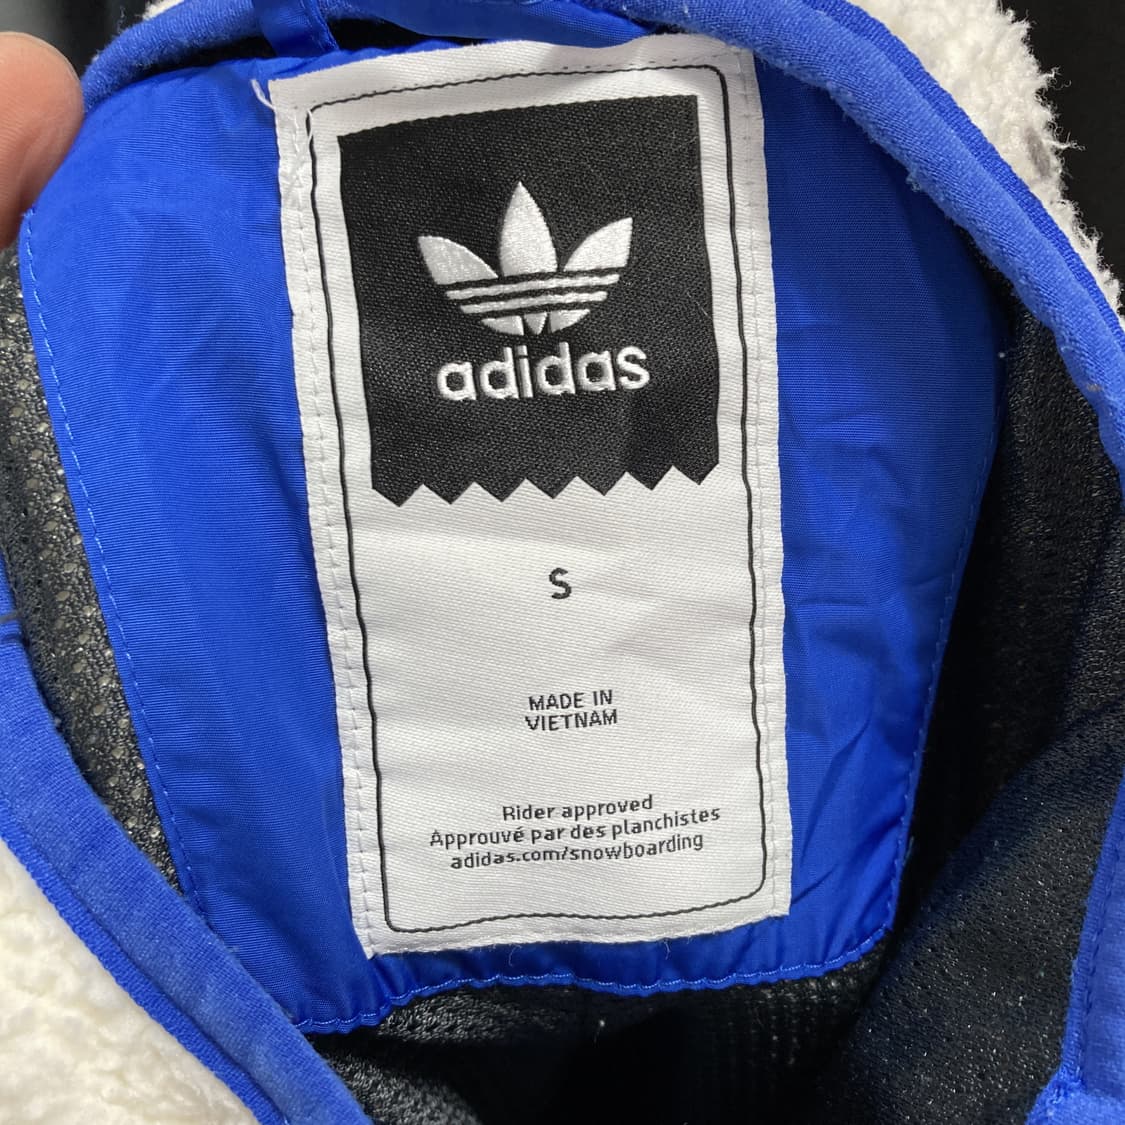 adidas
S
MADE IN
VIETNAM
Rider approved
Approuvé par des planchistes
adidas.com/snowboarding